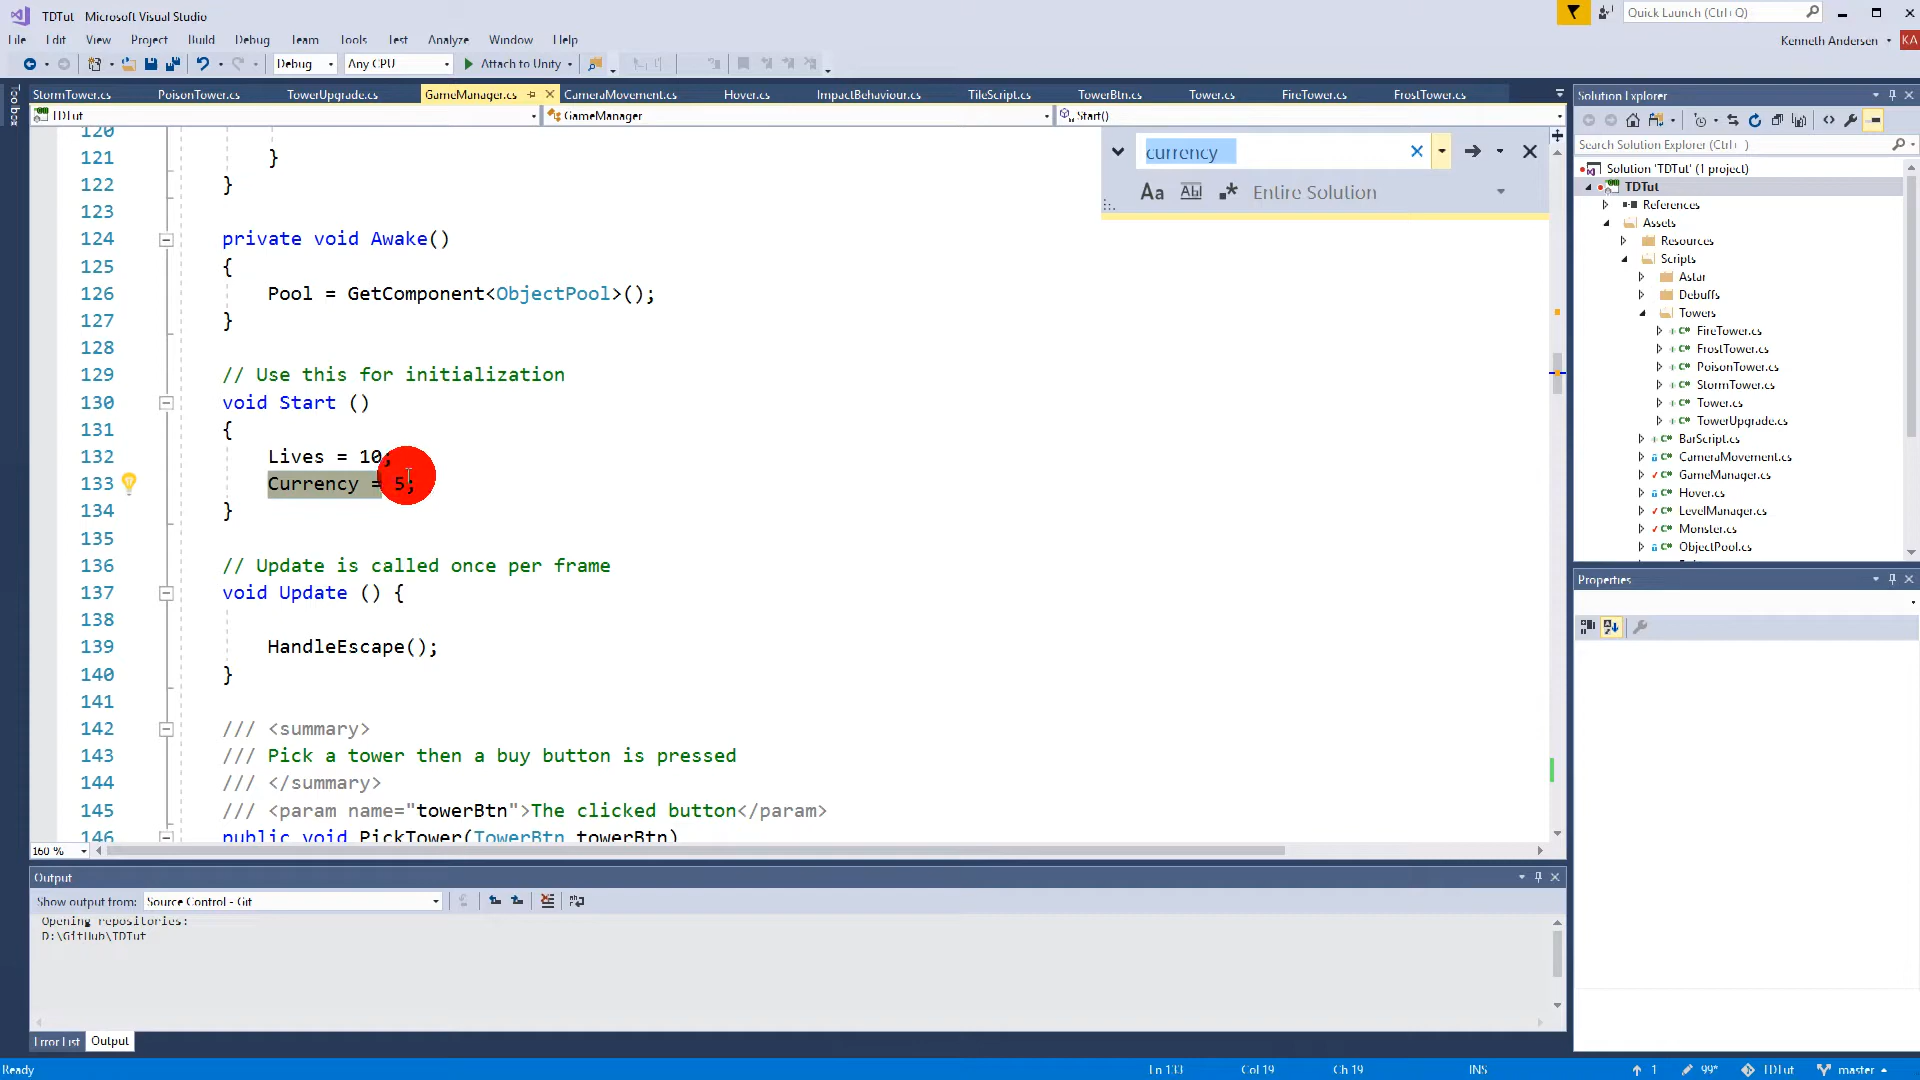 TDTut - Microsoft Visual Studio
Quick Launch (Ctrl+Q)
File Edit View Project Build Debug Team Tools Test Analyze Window Help
Kenneth Andersen KA
Debug Any CPU Attach to Unity
Toolbox
StormTower.cs PoisonTower.cs TowerUpgrade.cs GameManager.cs CameraMovement.cs Hover.cs ImpactBehaviour.cs TileScript.cs TowerBtn.cs Tower.cs FireTower.cs FrostTower.cs
TDTut GameManager Start()
currency
Aa Abl Entire Solution
120
121 }
122 }
123
124 private void Awake()
125 {
126 Pool = GetComponent<ObjectPool>();
127 }
128
129 // Use this for initialization
130 void Start ()
131 {
132 Lives = 10;
133 Currency = 5;
134 }
135
136 // Update is called once per frame
137 void Update () {
138
139 HandleEscape();
140 }
141
142 /// <summary>
143 /// Pick a tower then a buy button is pressed
144 /// </summary>
145 /// <param name="towerBtn">The clicked button</param>
146 public void PickTower(TowerBtn towerBtn)
160 %
Solution Explorer
Search Solution Explorer (Ctrl+ )
Solution 'TDTut' (1 project)
TDTut
References
Assets
Resources
Scripts
Astar
Debuffs
Towers
FireTower.cs
FrostTower.cs
PoisonTower.cs
StormTower.cs
Tower.cs
TowerUpgrade.cs
BarScript.cs
CameraMovement.cs
GameManager.cs
Hover.cs
LevelManager.cs
Monster.cs
ObjectPool.cs
Properties
Output
Show output from: Source Control - Git
Opening repositories:
D:\GitHub\TDTut
Error List Output
Ready Ln 133 Col 19 Ch 19 INS 1 99* TDTut master